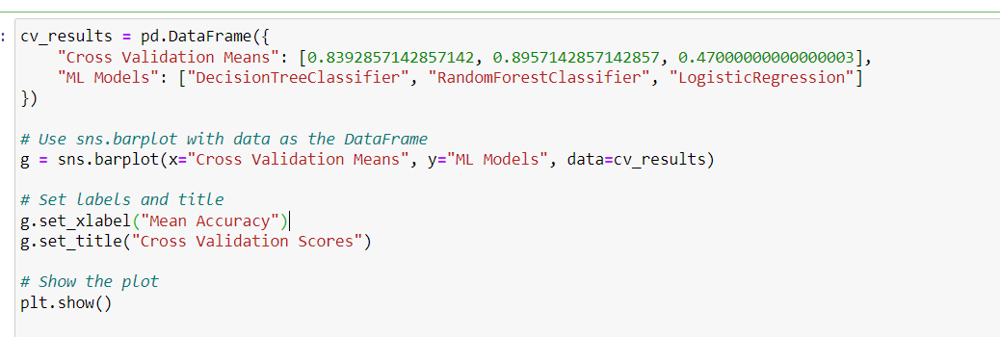 : cv_results = pd.DataFrame({
    "Cross Validation Means": [0.8392857142857142, 0.8957142857142857, 0.47000000000000003],
    "ML Models": ["DecisionTreeClassifier", "RandomForestClassifier", "LogisticRegression"]
})

# Use sns.barplot with data as the DataFrame
g = sns.barplot(x="Cross Validation Means", y="ML Models", data=cv_results)

# Set labels and title
g.set_xlabel("Mean Accuracy")
g.set_title("Cross Validation Scores")

# Show the plot
plt.show()